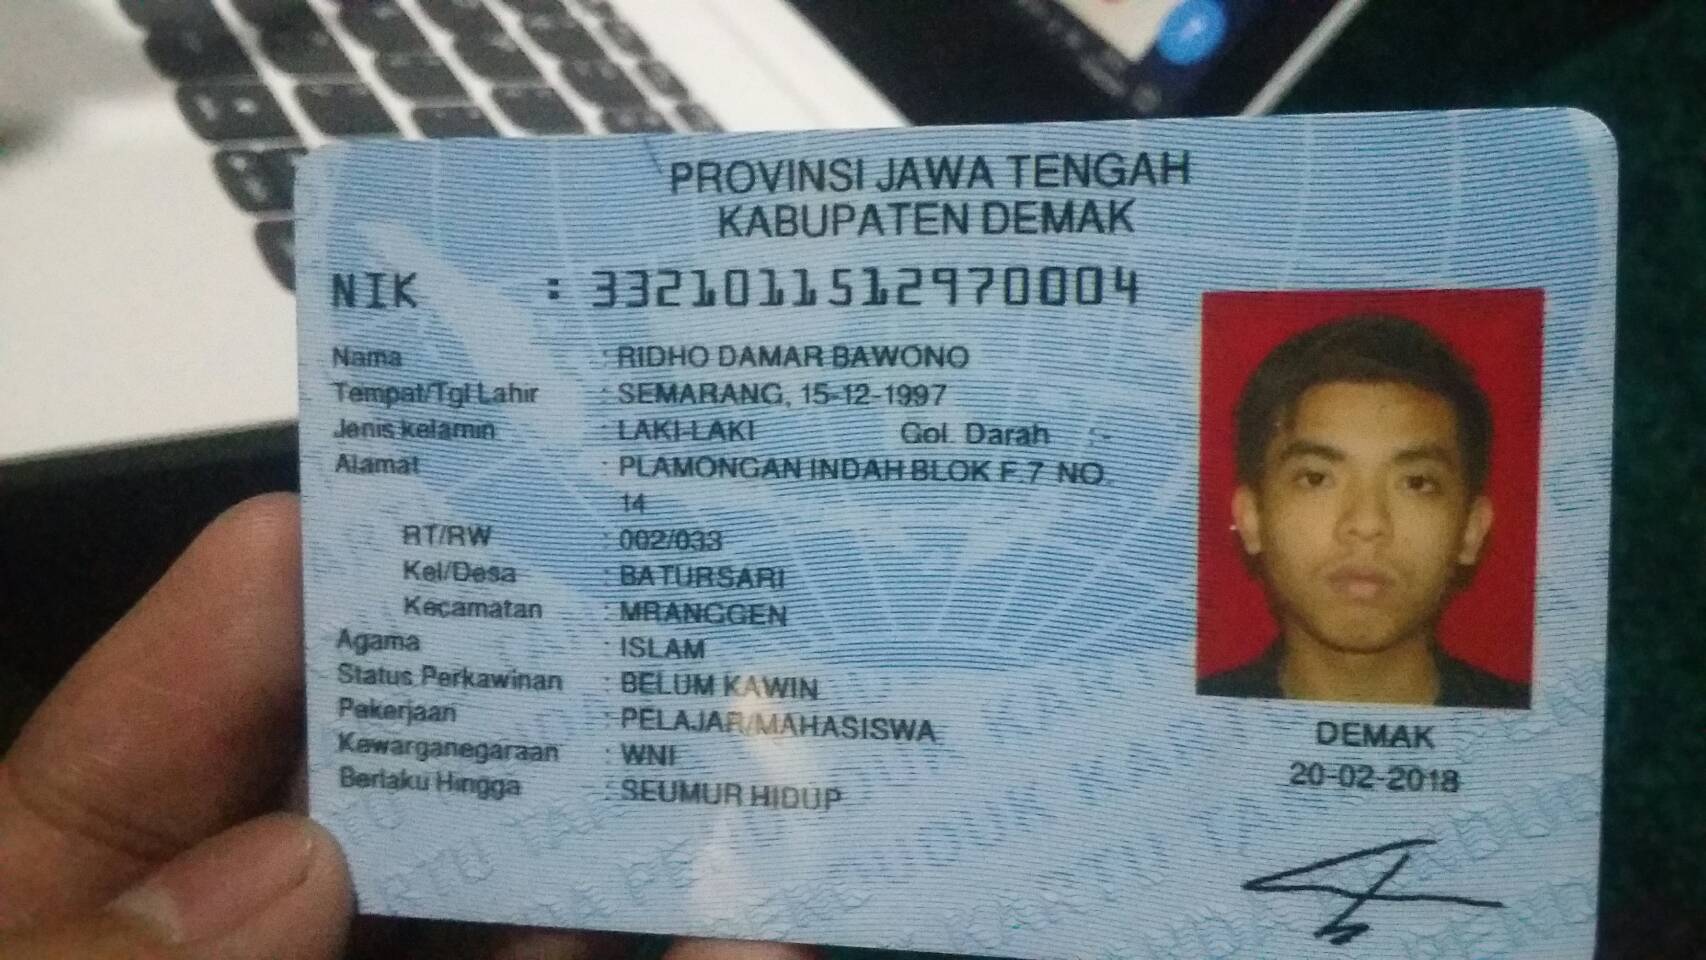 PROVINSI JAWA TENGAH
KABUPATEN DEMAK
NIK : 3321011512970004
Nama : RIDHO DAMAR BAWONO
Tempat/Tgl Lahir : SEMARANG, 15-12-1997
Jenis kelamin : LAKI-LAKI Gol. Darah : -
Alamat : PLAMONGAN INDAH BLOK F.7 NO.
14
RT/RW : 002/033
Kel/Desa : BATURSARI
Kecamatan : MRANGGEN
Agama : ISLAM
Status Perkawinan : BELUM KAWIN
Pekerjaan : PELAJAR/MAHASISWA
Kewarganegaraan : WNI
Berlaku Hingga : SEUMUR HIDUP
DEMAK
20-02-2018